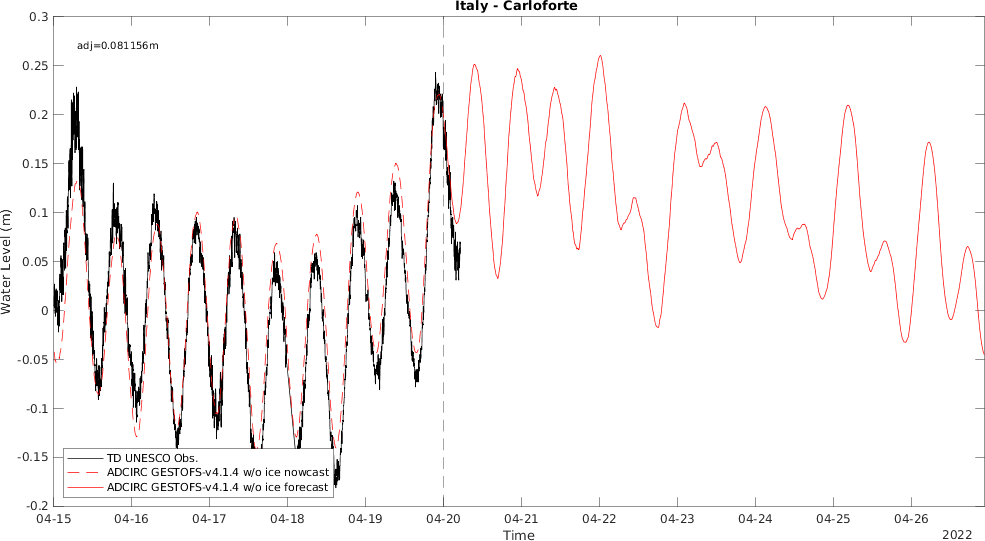 Italy - Carloforte
adj=0.081156m
0.3
0.25
0.2
0.15
0.1
0.05
0
-0.05
-0.1
-0.15
-0.2
Water Level (m)
TD UNESCO Obs.
ADCIRC GESTOFS-v4.1.4 w/o ice nowcast
ADCIRC GESTOFS-v4.1.4 w/o ice forecast
04-15 04-16 04-17 04-18 04-19 04-20 04-21 04-22 04-23 04-24 04-25 04-26
Time
2022